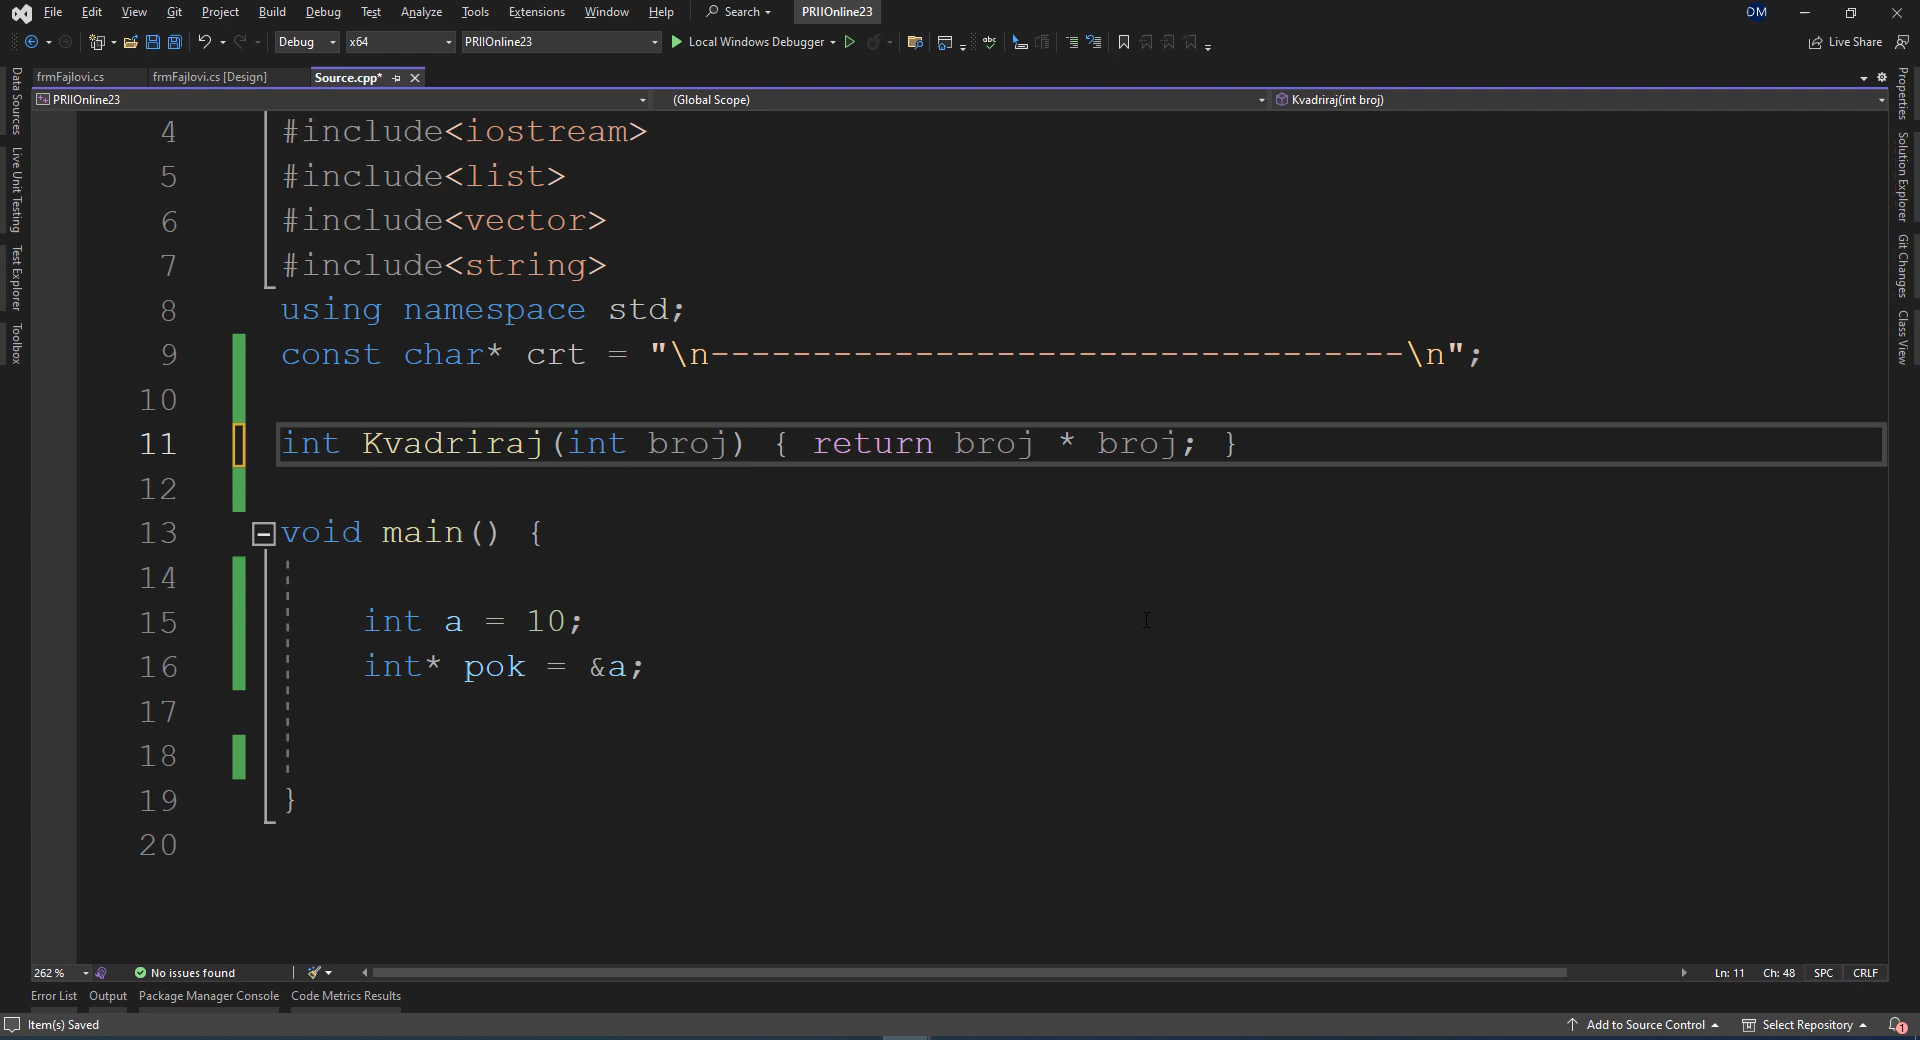 File Edit View Git Project Build Debug Test Analyze Tools Extensions Window Help Search PRIIOnline23 DM
Debug x64 PRIIOnline23 Local Windows Debugger abc Live Share
frmFajlovi.cs frmFajlovi.cs [Design] Source.cpp*
PRIIOnline23 (Global Scope) Kvadriraj(int broj)
Data Sources
Live Unit Testing
Test Explorer
Toolbox
4 #include<iostream>
5 #include<list>
6 #include<vector>
7 #include<string>
8 using namespace std;
9 const char* crt = "\n----------------------------------\n";
10
11 int Kvadriraj(int broj) { return broj * broj; }
12
13 void main() {
14
15 int a = 10;
16 int* pok = &a;
17
18
19 }
20
Properties
Solution Explorer
Git Changes
Class View
262 % No issues found Ln: 11 Ch: 48 SPC CRLF
Error List Output Package Manager Console Code Metrics Results
Item(s) Saved Add to Source Control Select Repository 1